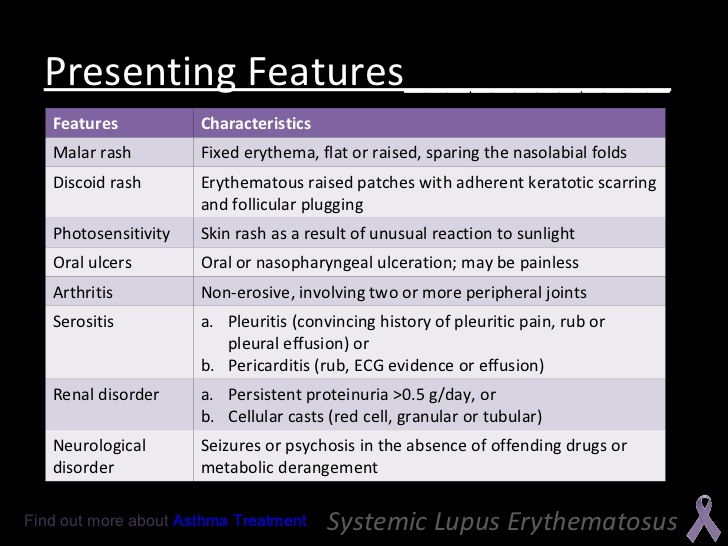 Presenting Features
Features Characteristics
Malar rash Fixed erythema, flat or raised, sparing the nasolabial folds
Discoid rash Erythematous raised patches with adherent keratotic scarring
and follicular plugging
Photosensitivity Skin rash as a result of unusual reaction to sunlight
Oral ulcers Oral or nasopharyngeal ulceration; may be painless
Arthritis Non-erosive, involving two or more peripheral joints
Serositis a. Pleuritis (convincing history of pleuritic pain, rub or
pleural effusion) or
b. Pericarditis (rub, ECG evidence or effusion)
Renal disorder a. Persistent proteinuria >0.5 g/day, or
b. Cellular casts (red cell, granular or tubular)
Neurological Seizures or psychosis in the absence of offending drugs or
disorder metabolic derangement
Find out more about Asthma Treatment
Systemic Lupus Erythematosus